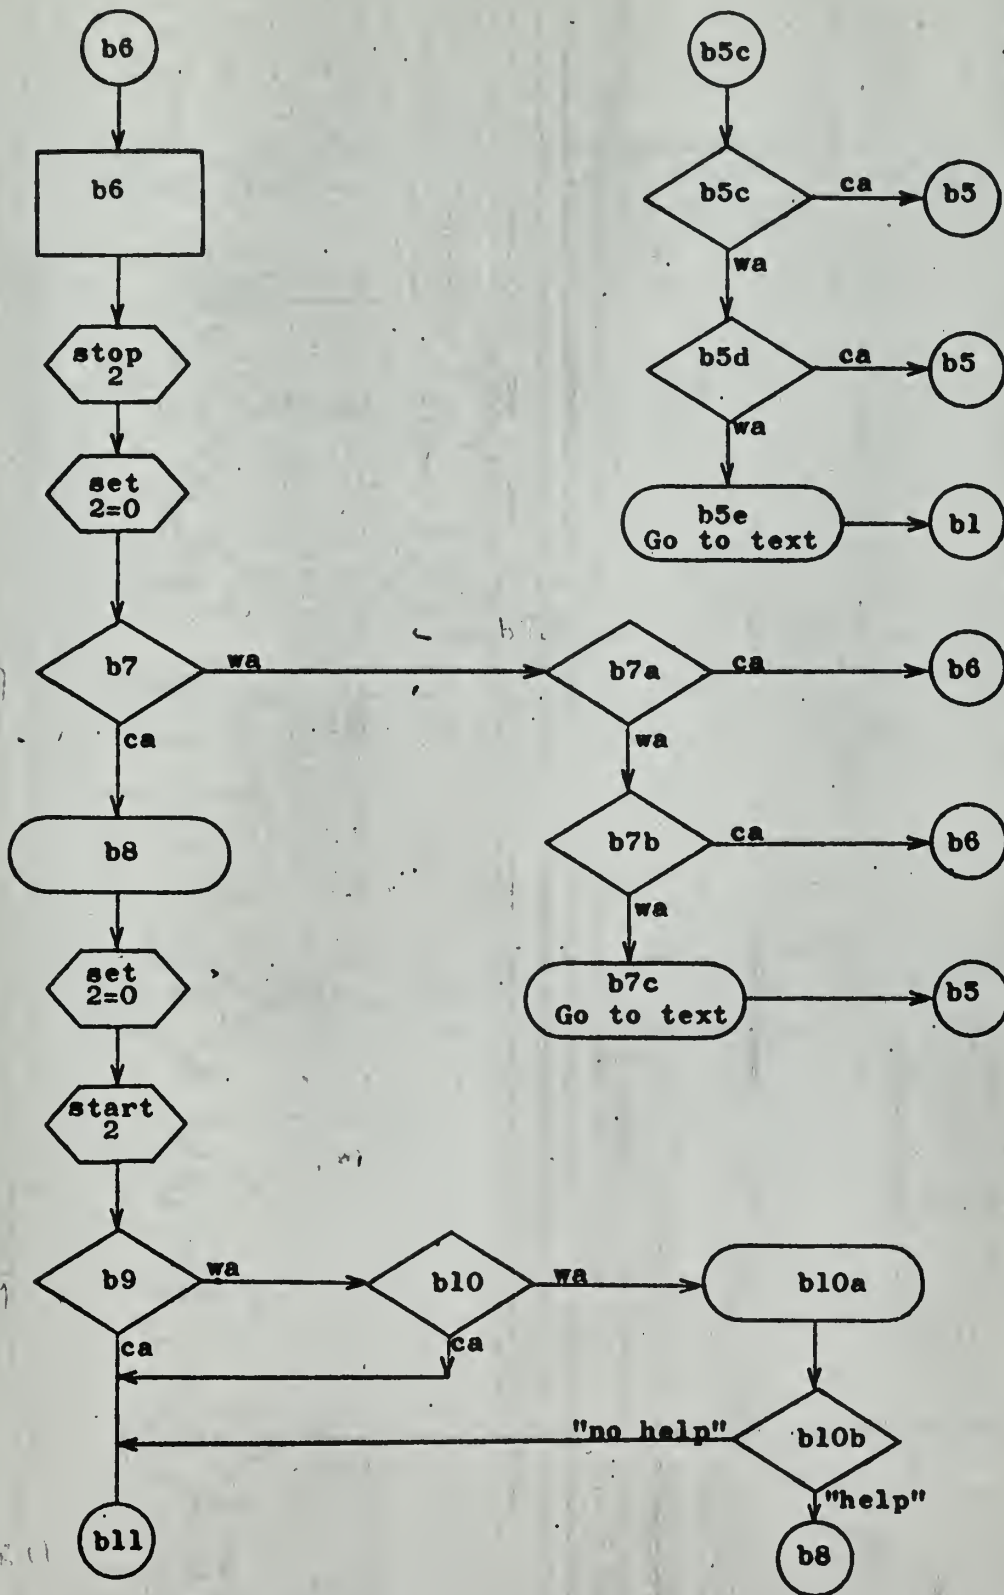 b6
b6
stop
2
set
2=0
b7
wa
ca
b8
set
2=0
start
2
b9
wa
ca
b10
wa
ca
b10a
b10b
"no help"
"help"
b8
b11
b5c
b5c
ca
b5
wa
b5d
ca
b5
wa
b5e
Go to text
b1
b7a
ca
b6
wa
b7b
ca
b6
wa
b7c
Go to text
b5